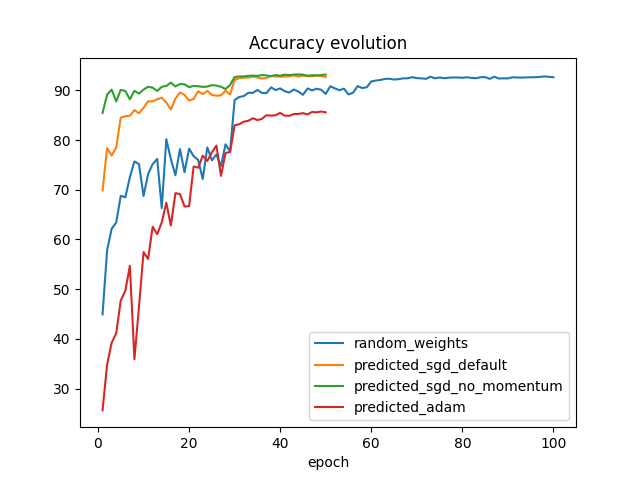 Accuracy evolution
90
80
70
60
50
40
30
0 20 40 60 80 100
epoch
random_weights
predicted_sgd_default
predicted_sgd_no_momentum
predicted_adam